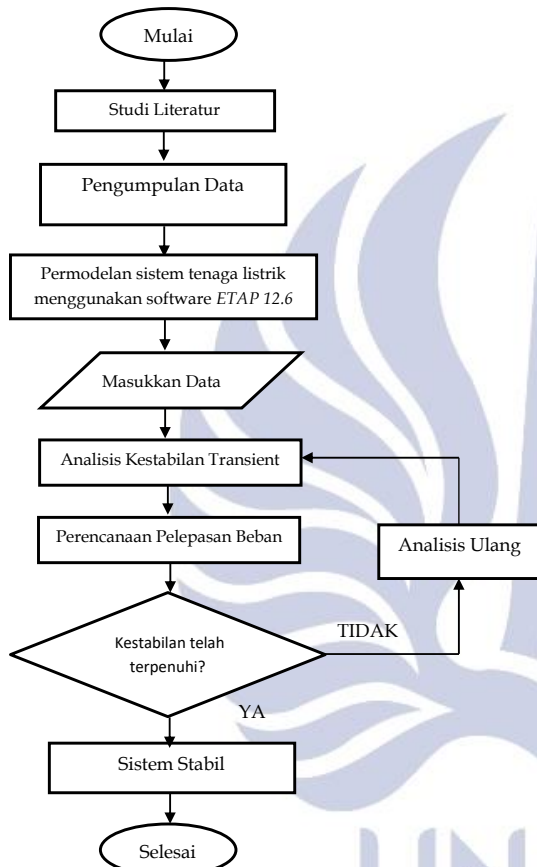 Mulai
Studi Literatur
Pengumpulan Data
Permodelan sistem tenaga listrik
menggunakan software ETAP 12.6
Masukkan Data
Analisis Kestabilan Transient
Perencanaan Pelepasan Beban
Analisis Ulang
Kestabilan telah
terpenuhi?
TIDAK
YA
Sistem Stabil
Selesai